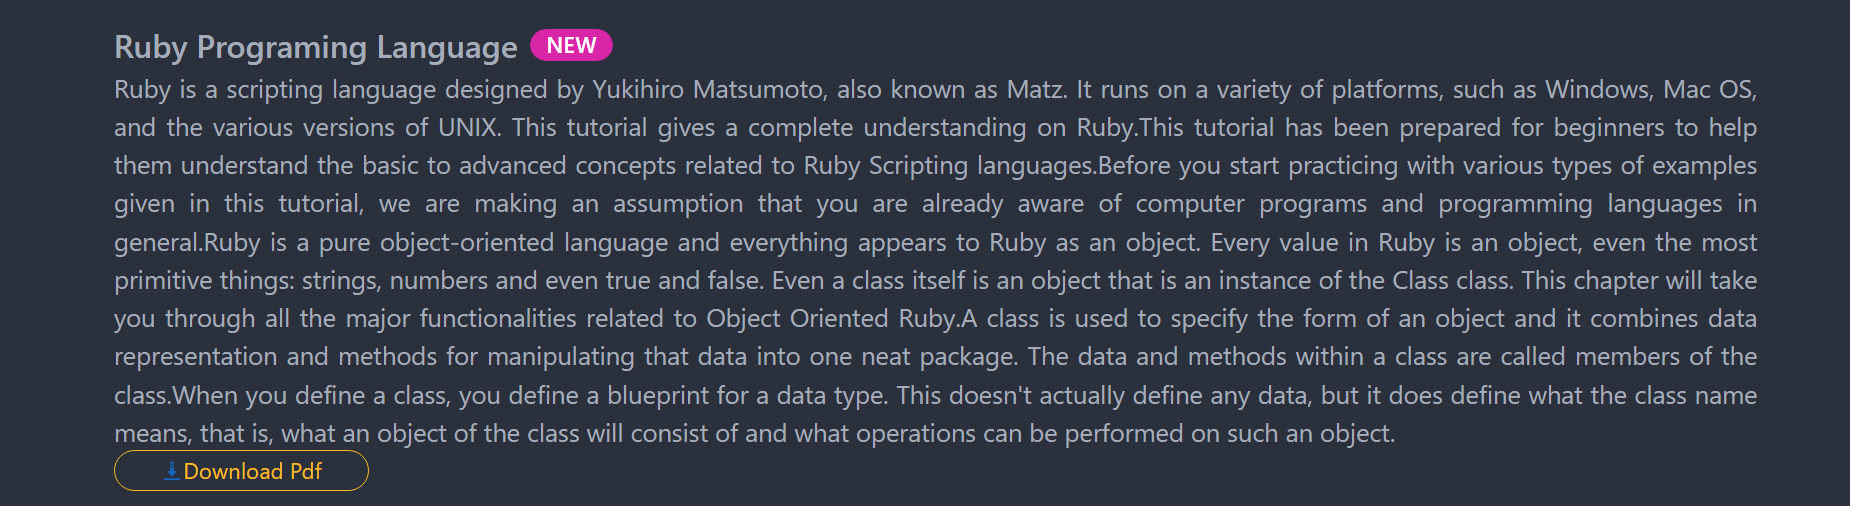 Ruby Programing Language NEW
Ruby is a scripting language designed by Yukihiro Matsumoto, also known as Matz. It runs on a variety of platforms, such as Windows, Mac OS,
and the various versions of UNIX. This tutorial gives a complete understanding on Ruby.This tutorial has been prepared for beginners to help
them understand the basic to advanced concepts related to Ruby Scripting languages.Before you start practicing with various types of examples
given in this tutorial, we are making an assumption that you are already aware of computer programs and programming languages in
general.Ruby is a pure object-oriented language and everything appears to Ruby as an object. Every value in Ruby is an object, even the most
primitive things: strings, numbers and even true and false. Even a class itself is an object that is an instance of the Class class. This chapter will take
you through all the major functionalities related to Object Oriented Ruby.A class is used to specify the form of an object and it combines data
representation and methods for manipulating that data into one neat package. The data and methods within a class are called members of the
class.When you define a class, you define a blueprint for a data type. This doesn't actually define any data, but it does define what the class name
means, that is, what an object of the class will consist of and what operations can be performed on such an object.
Download Pdf